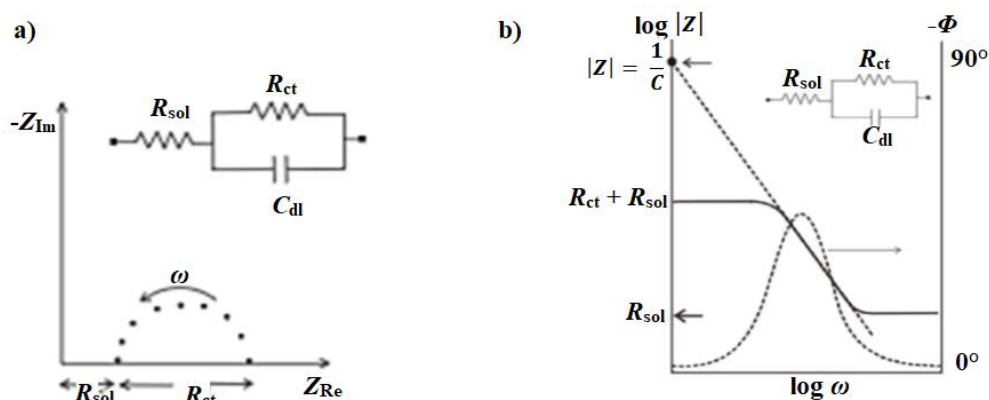 a)
-Z_Im
R_sol
R_ct
C_dl
ω
R_sol
R_ct
Z_Re
b)
log |Z|
-Φ
|Z| = 1/C
90°
R_sol
R_ct
C_dl
R_ct + R_sol
R_sol
0°
log ω